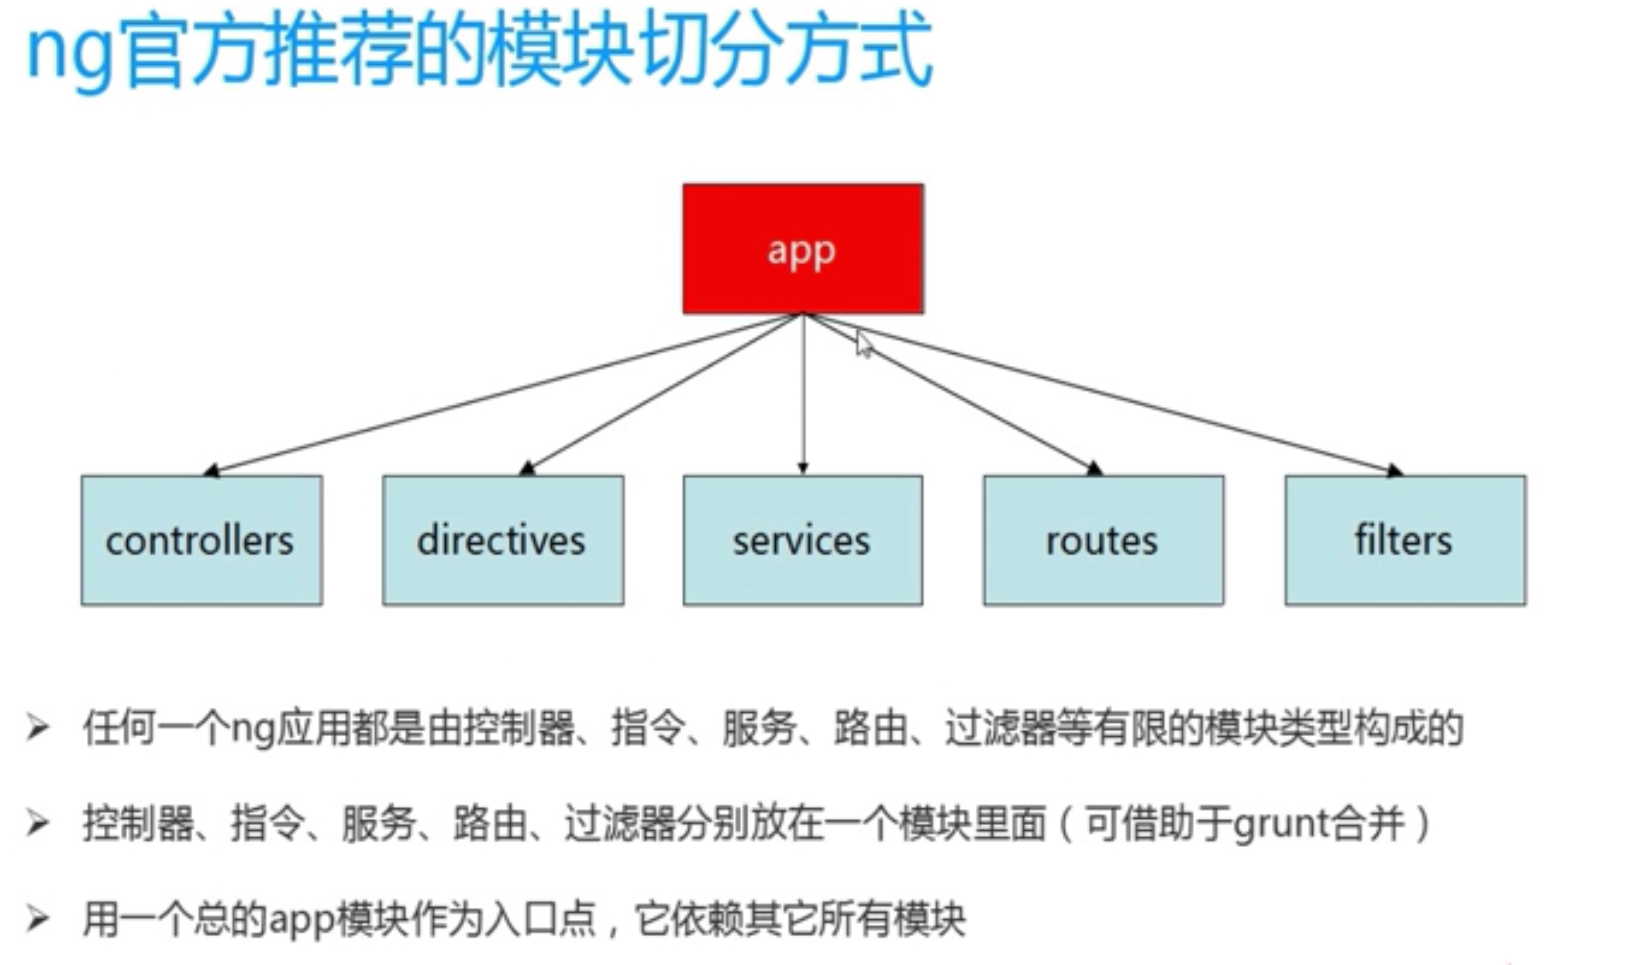 ng官方推荐的模块切分方式
app
controllers
directives
services
routes
filters
任何一个ng应用都是由控制器、指令、服务、路由、过滤器等有限的模块类型构成的
控制器、指令、服务、路由、过滤器分别放在一个模块里面（可借助于grunt合并）
用一个总的app模块作为入口点，它依赖其它所有模块